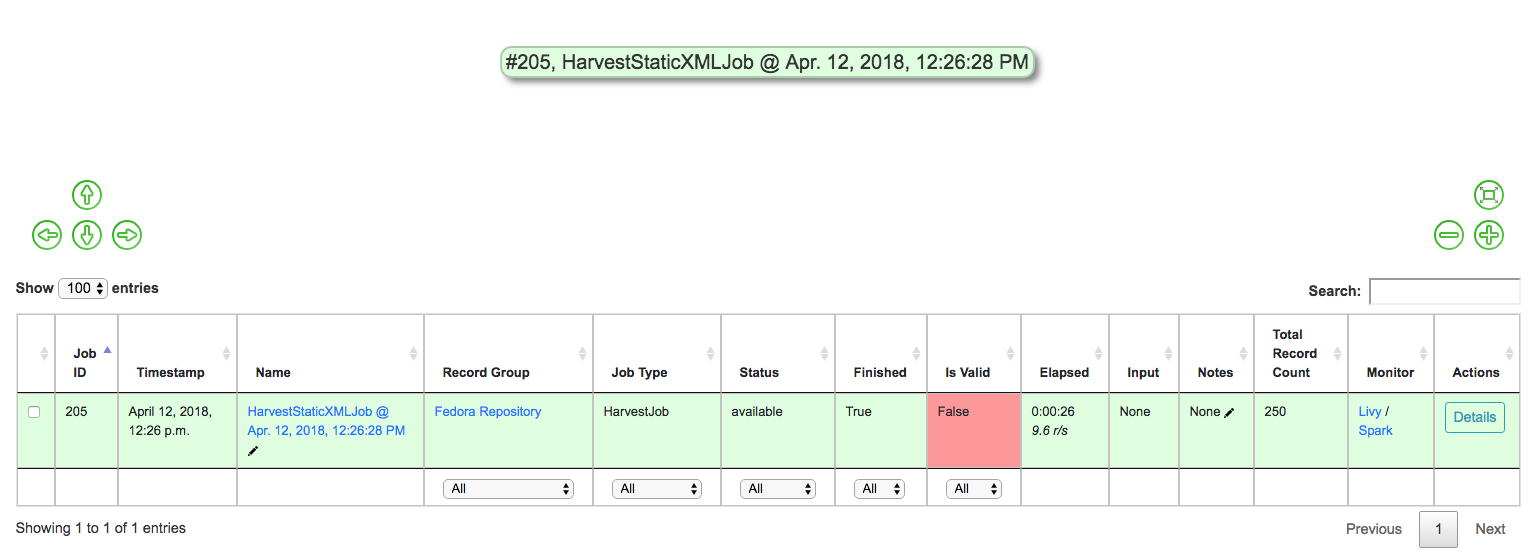 #205, HarvestStaticXMLJob @ Apr. 12, 2018, 12:26:28 PM
Show 100 entries
Search:
Job ID
Timestamp
Name
Record Group
Job Type
Status
Finished
Is Valid
Elapsed
Input
Notes
Total Record Count
Monitor
Actions
205
April 12, 2018,
12:26 p.m.
HarvestStaticXMLJob @
Apr. 12, 2018, 12:26:28 PM
Fedora Repository
HarvestJob
available
True
False
0:00:26
9.6 r/s
None
None
250
Livy /
Spark
Details
All
All
All
All
All
Showing 1 to 1 of 1 entries
Previous 1 Next